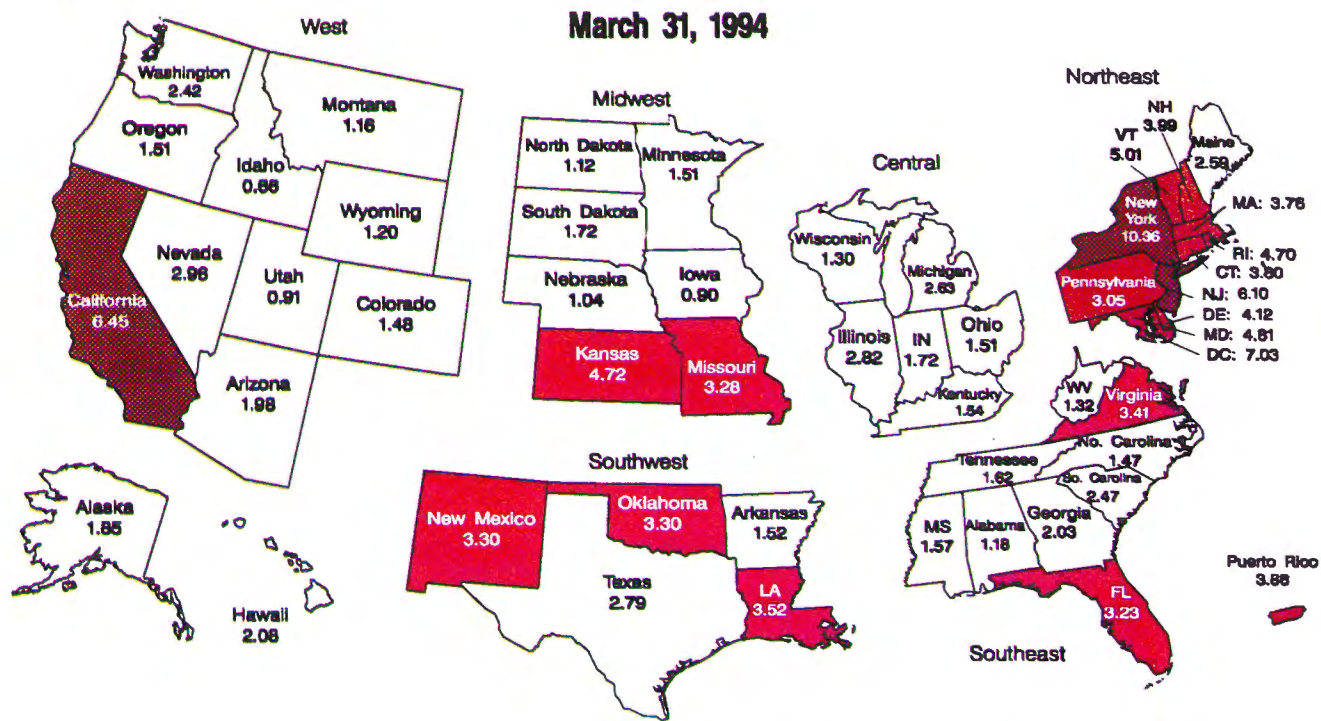 March 31, 1994
West
Washington
2.42
Oregon
1.51
California
6.45
Idaho
Montana
1.16
Wyoming
1.20
Nevada
2.96
Utah
0.91
Colorado
1.48
Arizona
1.98
Alaska
1.85
Hawaii
2.08
Midwest
North Dakota
1.12
Minnesota
1.51
South Dakota
1.72
Nebraska
1.04
Iowa
0.90
Kansas
4.72
Missouri
3.28
Southwest
New Mexico
3.30
Oklahoma
3.30
Arkansas
1.52
Texas
2.79
LA
3.52
Central
Wisconsin
1.30
Michigan
2.63
Illinois
2.82
IN
1.72
Ohio
1.51
Kentucky
1.54
Northeast
NH
3.99
VT
5.01
Maine
2.59
New
York
10.36
MA: 3.76
RI: 4.70
CT:
Pennsylvania
3.05
NJ: 6.10
DE: 4.12
MD: 4.81
DC: 7.03
WV
1.32
Virginia
3.41
No. Carolina
1.47
Tennessee
1.62
So. Carolina
2.47
MS
1.57
Alabama
1.18
Georgia
2.03
FL
3.23
Southeast
Puerto Rico